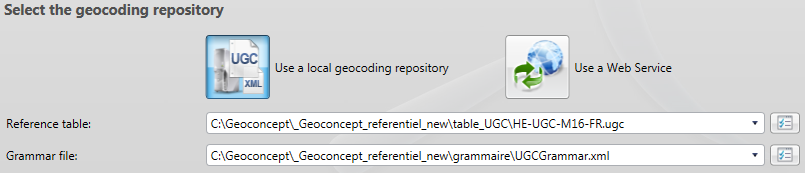 Select the geocoding repository
UGC
XML
Use a local geocoding repository
Use a Web Service
Reference table:
C:\Geoconcept\_Geoconcept_referentiel_new\table_UGC\HE-UGC-M16-FR.ugc
Grammar file:
C:\Geoconcept\_Geoconcept_referentiel_new\grammaire\UGCGrammar.xml